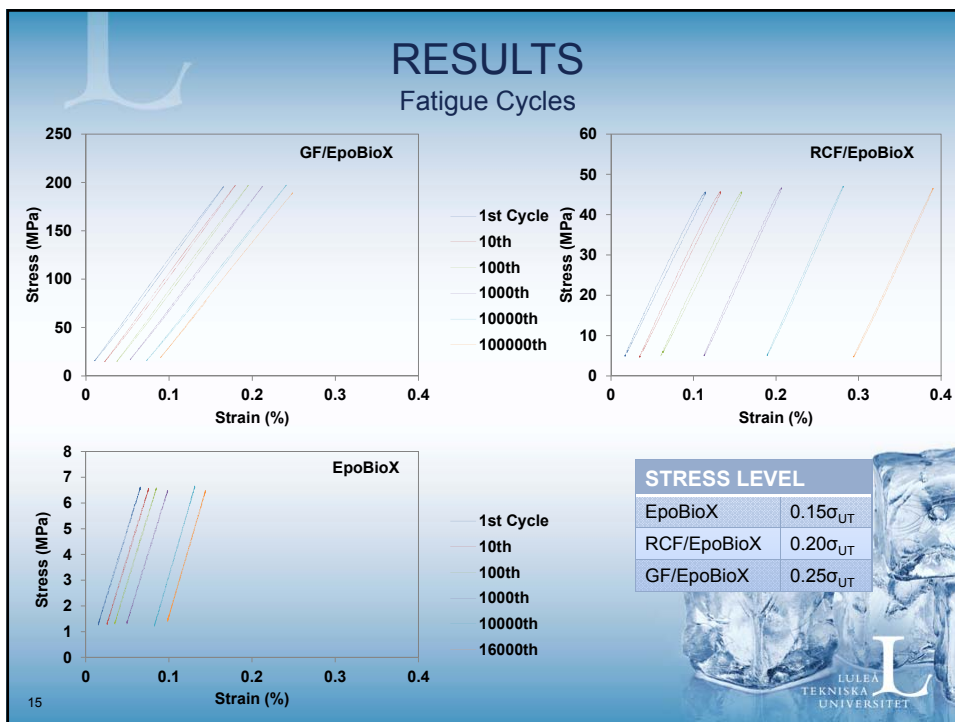 RESULTS
Fatigue Cycles
GF/EpoBioX
250
200
150
100
50
0
Stress (MPa)
0 0.1 0.2 0.3 0.4
Strain (%)
1st Cycle
10th
100th
1000th
10000th
100000th
RCF/EpoBioX
60
50
40
30
20
10
0
Stress (MPa)
0 0.1 0.2 0.3 0.4
Strain (%)
EpoBioX
8
7
6
5
4
3
2
1
0
Stress (MPa)
0 0.1 0.2 0.3 0.4
Strain (%)
1st Cycle
10th
100th
1000th
10000th
16000th
STRESS LEVEL
EpoBioX 0.15σUT
RCF/EpoBioX 0.20σUT
GF/EpoBioX 0.25σUT
15
L
LULEÅ
TEKNISKA
UNIVERSITET